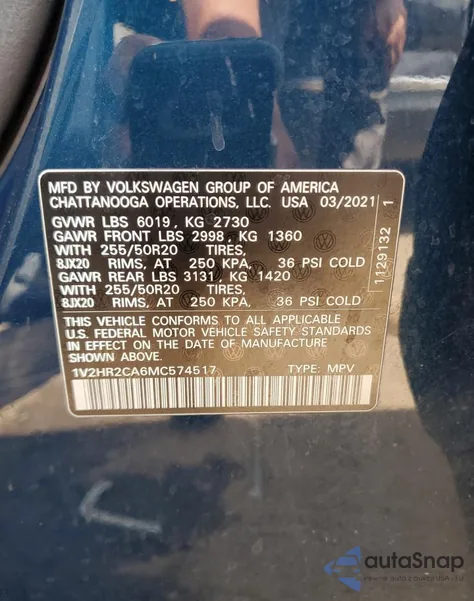 MFD BY VOLKSWAGEN GROUP OF AMERICA
CHATTANOOGA OPERATIONS, LLC. USA 03/2021
GVWR LBS 6019, KG 2730
GAWR FRONT LBS 2998, KG 1360
WITH 255/50R20 TIRES,
8JX20 RIMS, AT 250 KPA, 36 PSI COLD
GAWR REAR LBS 3131, KG 1420
WITH 255/50R20 TIRES,
8JX20 RIMS, AT 250 KPA, 36 PSI COLD
THIS VEHICLE CONFORMS TO ALL APPLICABLE
U.S. FEDERAL MOTOR VEHICLE SAFETY STANDARDS
IN EFFECT ON THE DATE OF MANUFACTURE
SHOWN ABOVE.
1V2HR2CA6MC574517 TYPE: MPV
1129132 1
autoSnap